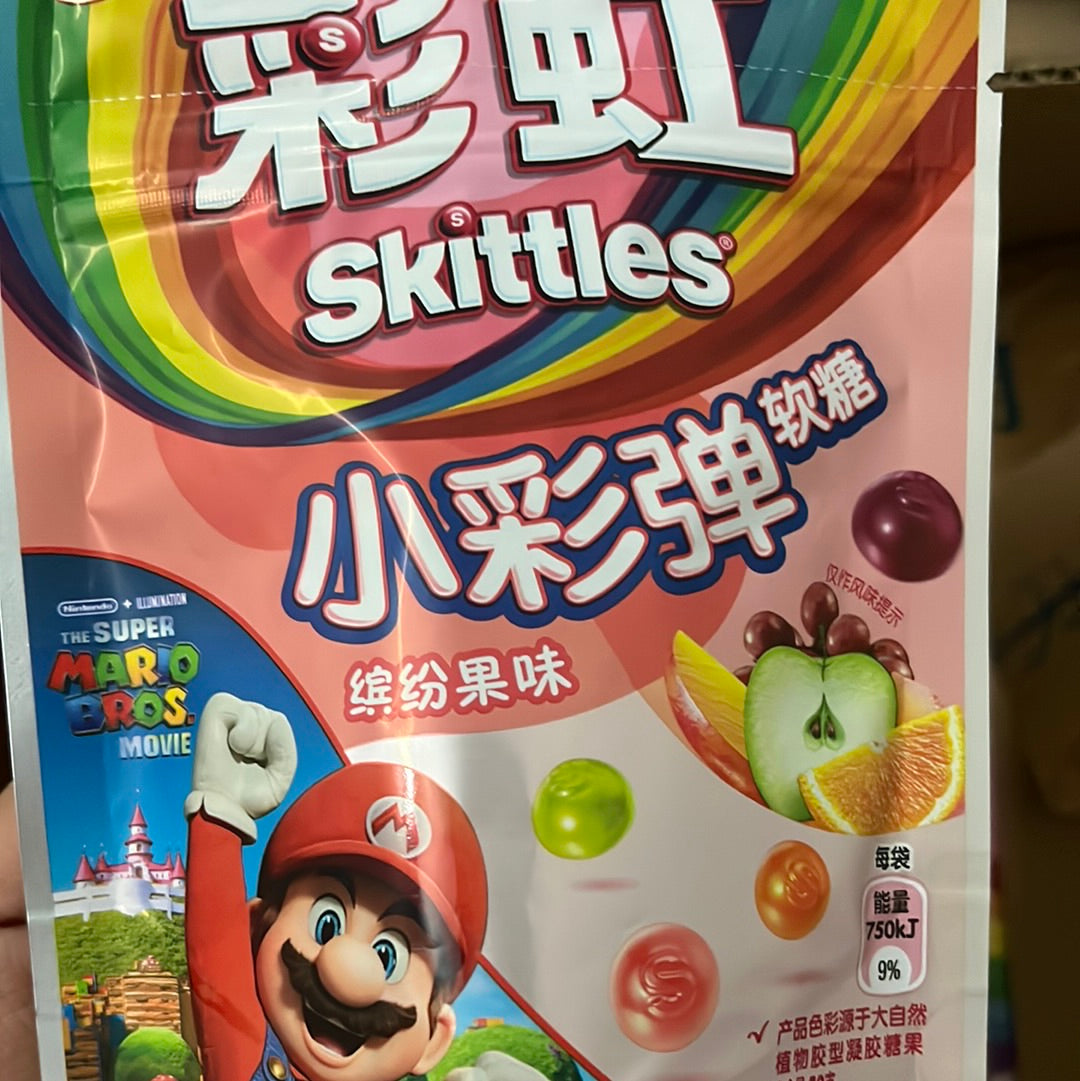 彩虹
S
S
Skittles®
小彩弹软糖
仅作风味提示
缤纷果味
Nintendo + ILLUMINATION
THE SUPER
MARIO
BROS.
MOVIE
M
每袋
能量
750kJ
9%
√ 产品色彩源于大自然
植物胶型凝胶糖果